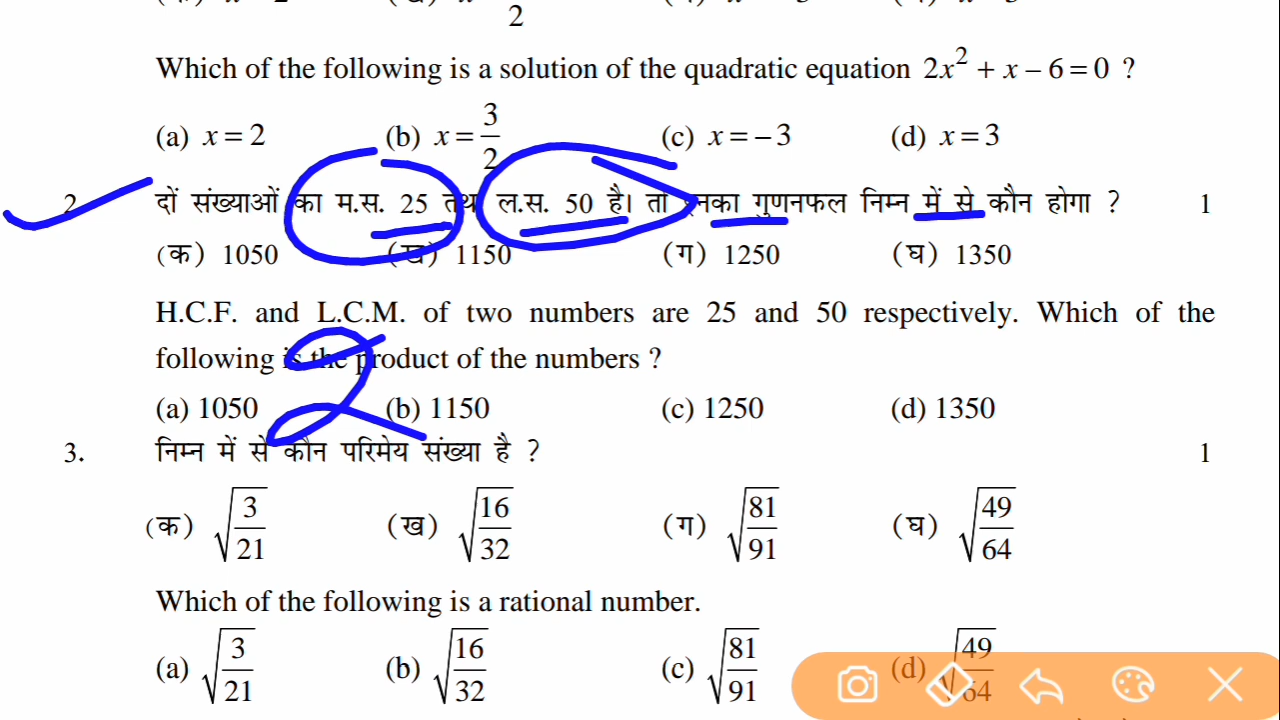 2
Which of the following is a solution of the quadratic equation 2x² + x – 6 = 0 ?
(a) x = 2 (b) x = 3/2 (c) x = – 3 (d) x = 3
2 दों संख्याओं का म.स. 25 तथ ल.स. 50 है। तो इनका गुणनफल निम्न में से कौन होगा ? 1
(क) 1050 (ख) 1150 (ग) 1250 (घ) 1350
H.C.F. and L.C.M. of two numbers are 25 and 50 respectively. Which of the
following is the product of the numbers ?
(a) 1050 (b) 1150 (c) 1250 (d) 1350
2
3. निम्न में से कौन परिमेय संख्या है ? 1
(क) √(3/21) (ख) √(16/32) (ग) √(81/91) (घ) √(49/64)
Which of the following is a rational number.
(a) √(3/21) (b) √(16/32) (c) √(81/91) (d) √(49/64)